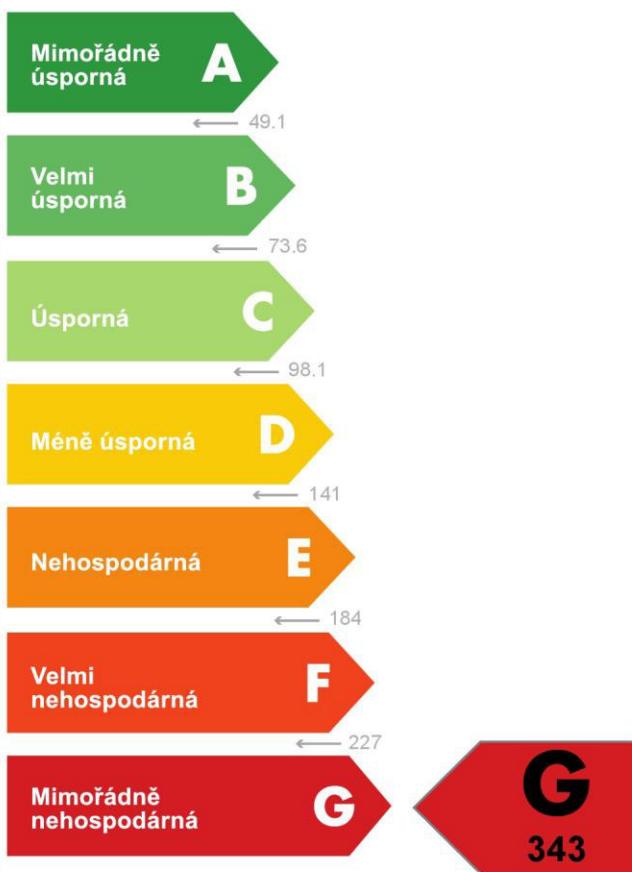 Mimořádně
úsporná
A
49.1
Velmi
úsporná
B
73.6
Úsporná
C
98.1
Méně úsporná
D
141
Nehospodárná
E
184
Velmi
nehospodárná
F
227
Mimořádně
nehospodárná
G
G
343